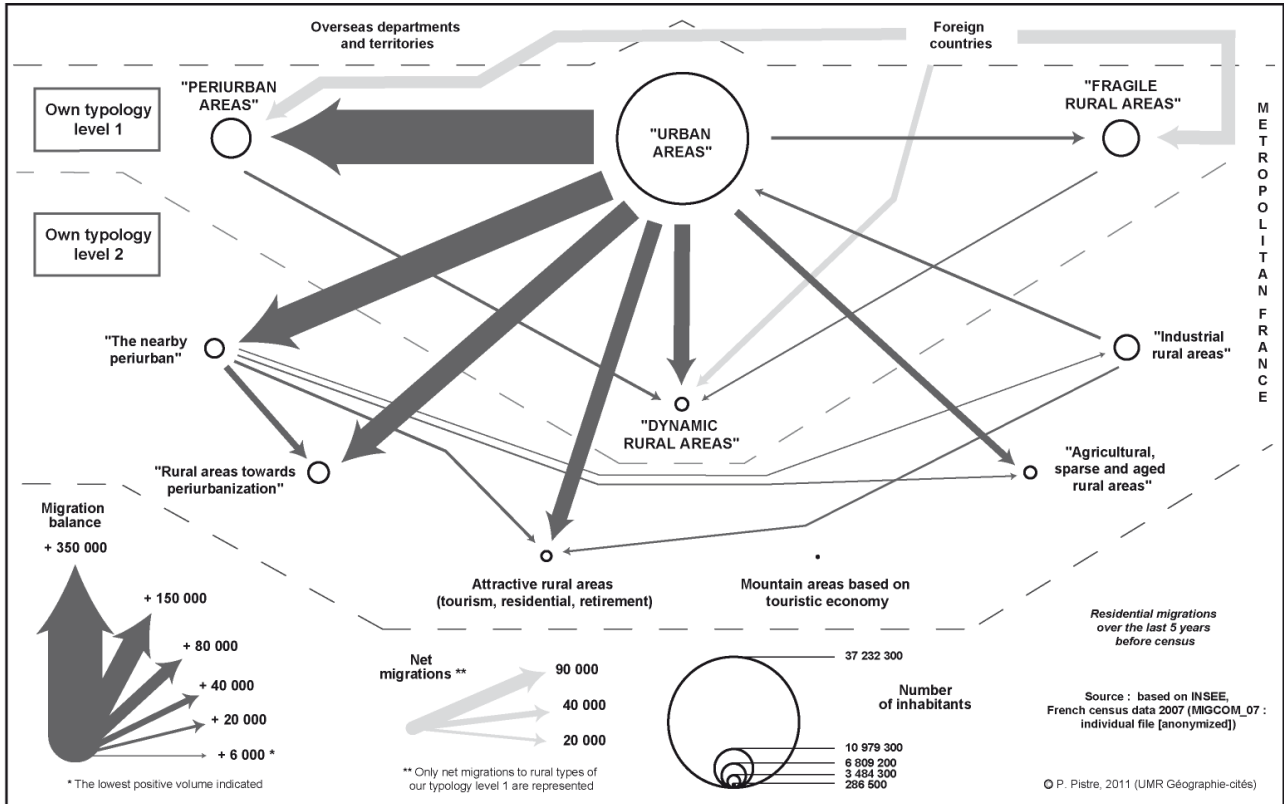 Overseas departments
and territories
Foreign
countries
"PERIURBAN
AREAS"
"FRAGILE
RURAL AREAS"
Own typology
level 1
"URBAN
AREAS"
METROPOLITAN FRANCE
Own typology
level 2
"The nearby
periurban"
"Industrial
rural areas"
"DYNAMIC
RURAL AREAS"
"Rural areas towards
periurbanization"
"Agricultural,
sparse and aged
rural areas"
Attractive rural areas
(tourism, residential, retirement)
Mountain areas based on
touristic economy
Migration
balance
+ 350 000
+ 150 000
+ 80 000
+ 40 000
+ 20 000
+ 6 000 *
* The lowest positive volume indicated
Net
migrations **
90 000
40 000
20 000
** Only net migrations to rural types of
our typology level 1 are represented
37 232 300
Number
of inhabitants
10 979 300
6 809 200
3 484 300
286 500
Residential migrations
over the last 5 years
before census
Source : based on INSEE,
French census data 2007 (MIGCOM_07 :
individual file [anonymized])
© P. Pistre, 2011 (UMR Géographie-cités)